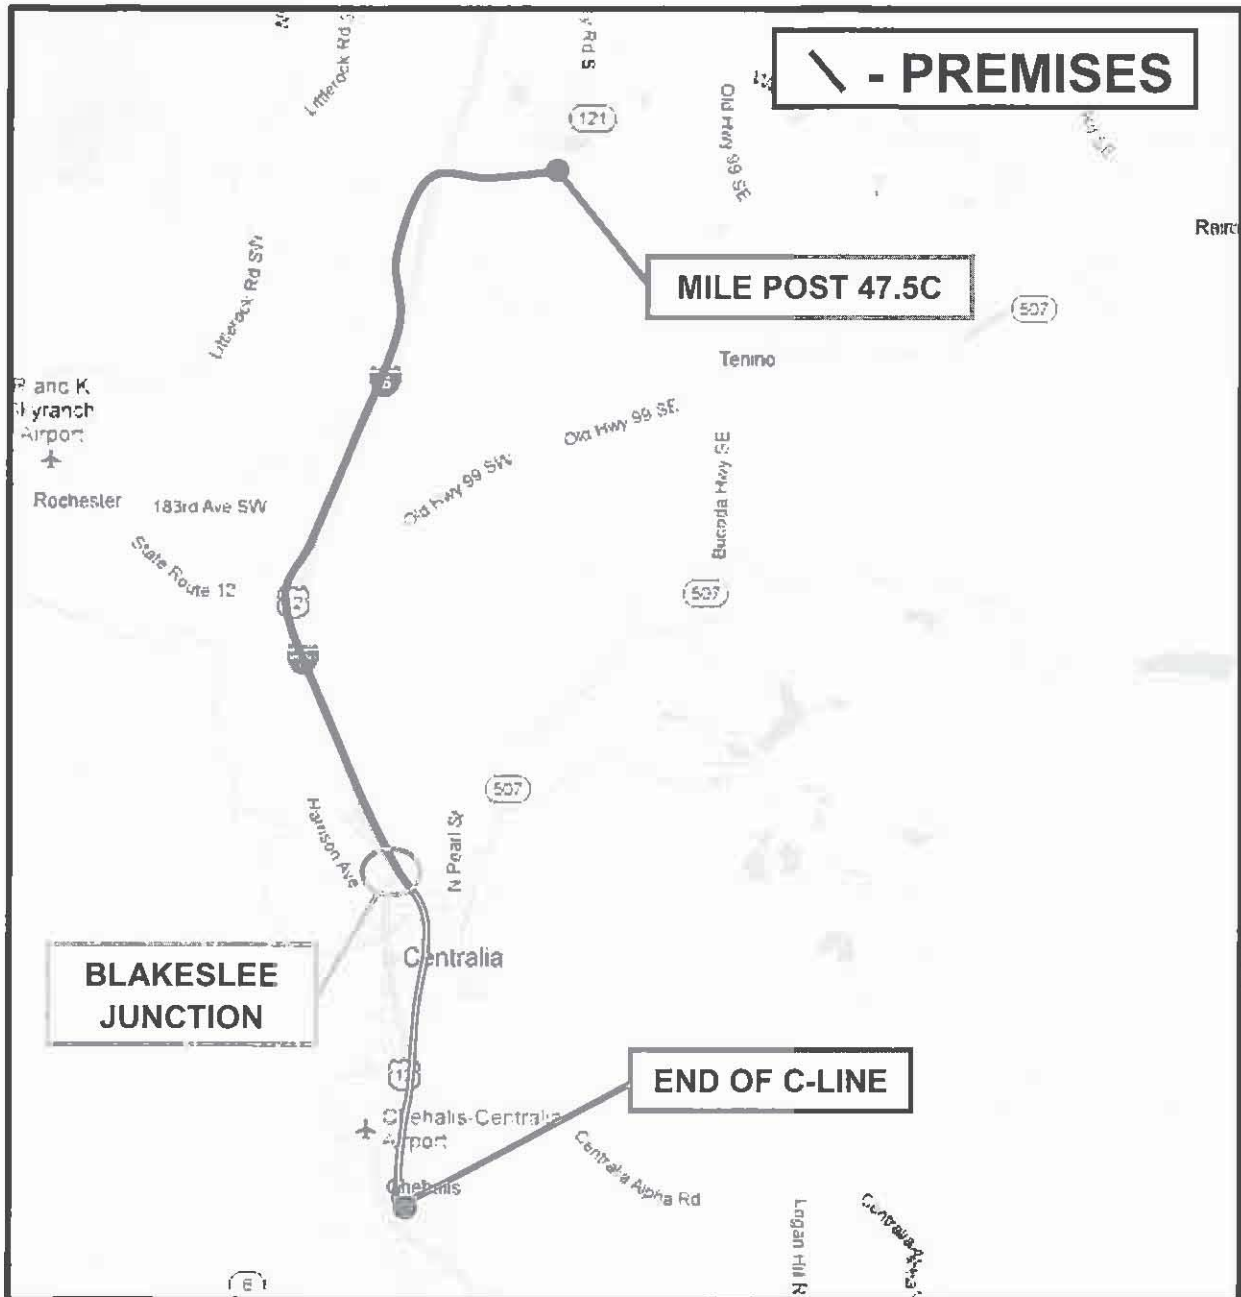 Littlerock Rd
y Rd S
\ - PREMISES
121
Old Hwy 99 SE
Littlerock Rd SW
MILE POST 47.5C
507
Tenino
R and K
Airport
Old Hwy 99 SE
Old Hwy 99 SW
Rochester
183rd Ave SW
Bucoda Hwy SE
State Route 12
507
507
Harrison Ave
N Pearl St
Centralia
BLAKESLEE
JUNCTION
END OF C-LINE
Chehalis-Centralia
Airport
Centralia Alpha Rd
Chehalis
Logan Hill R
6